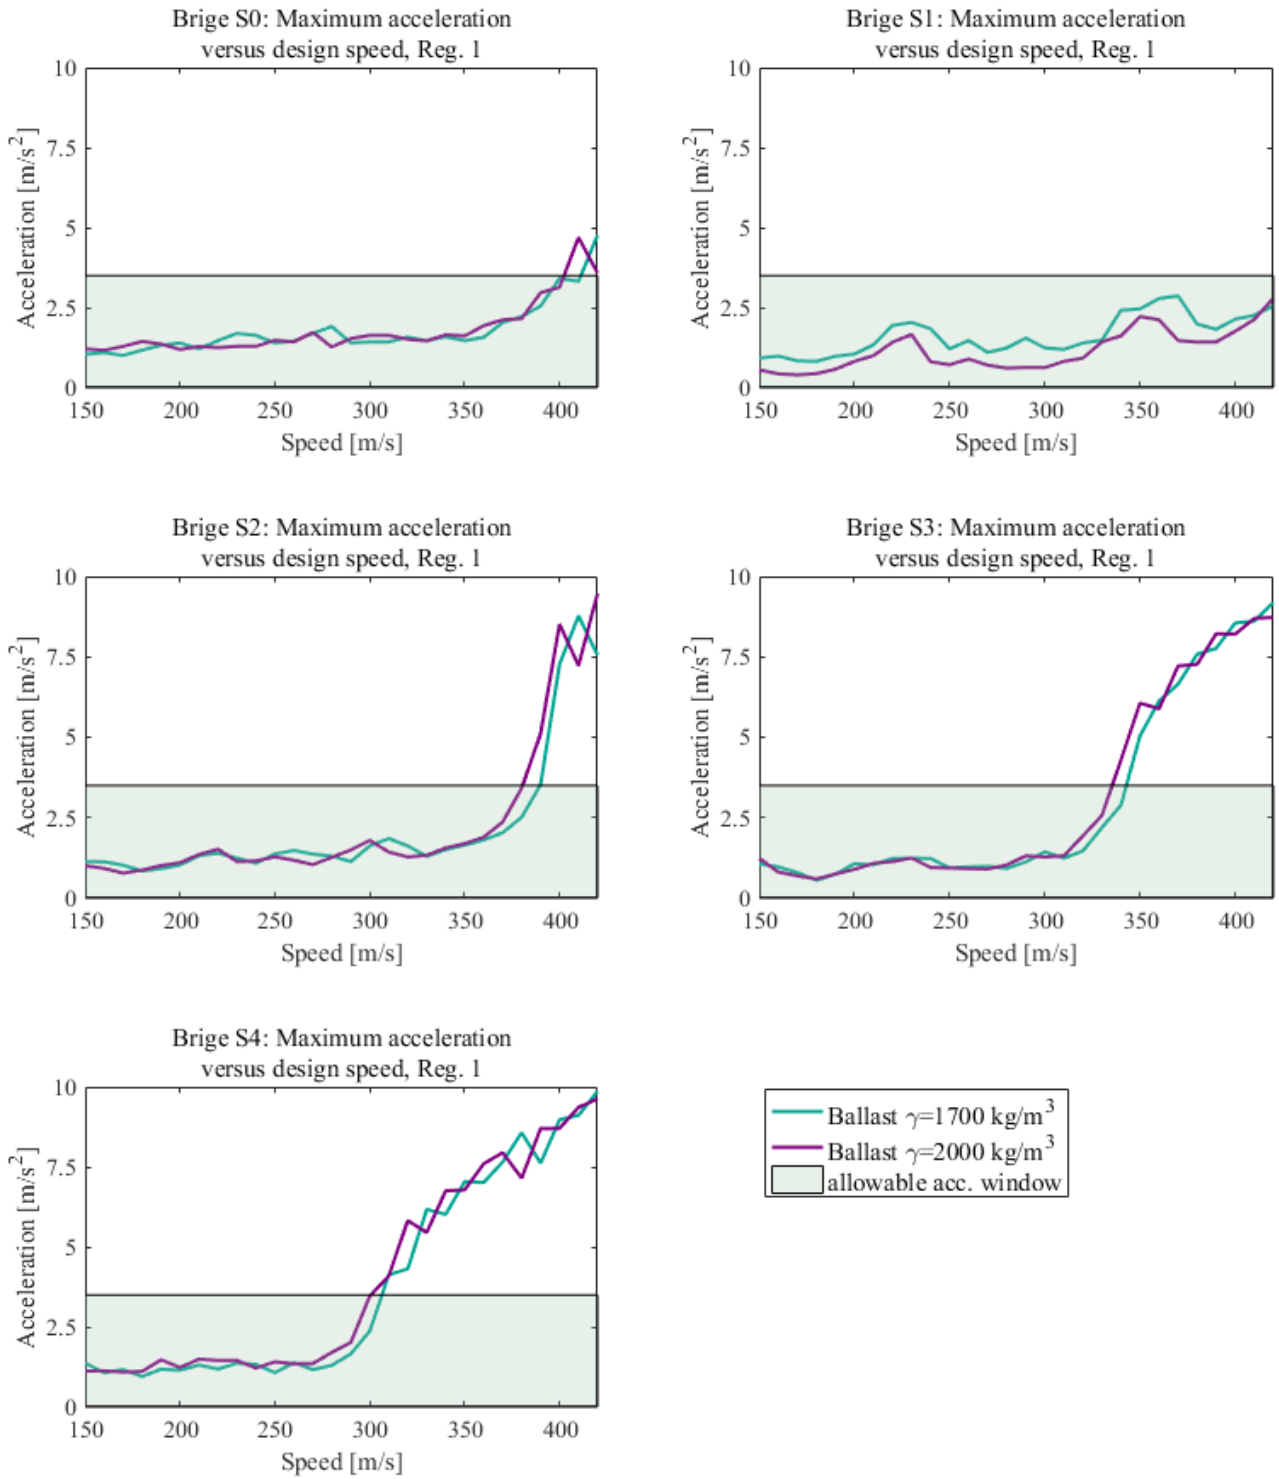 Brige S0: Maximum acceleration
versus design speed, Reg. 1
10
7.5
5
2.5
0
Acceleration [m/s²]
150 200 250 300 350 400
Speed [m/s]
Brige S1: Maximum acceleration
versus design speed, Reg. 1
10
7.5
5
2.5
0
Acceleration [m/s²]
150 200 250 300 350 400
Speed [m/s]
Brige S2: Maximum acceleration
versus design speed, Reg. 1
10
7.5
5
2.5
0
Acceleration [m/s²]
150 200 250 300 350 400
Speed [m/s]
Brige S3: Maximum acceleration
versus design speed, Reg. 1
10
7.5
5
2.5
0
Acceleration [m/s²]
150 200 250 300 350 400
Speed [m/s]
Brige S4: Maximum acceleration
versus design speed, Reg. 1
10
7.5
5
2.5
0
Acceleration [m/s²]
150 200 250 300 350 400
Speed [m/s]
Ballast γ=1700 kg/m³
Ballast γ=2000 kg/m³
allowable acc. window